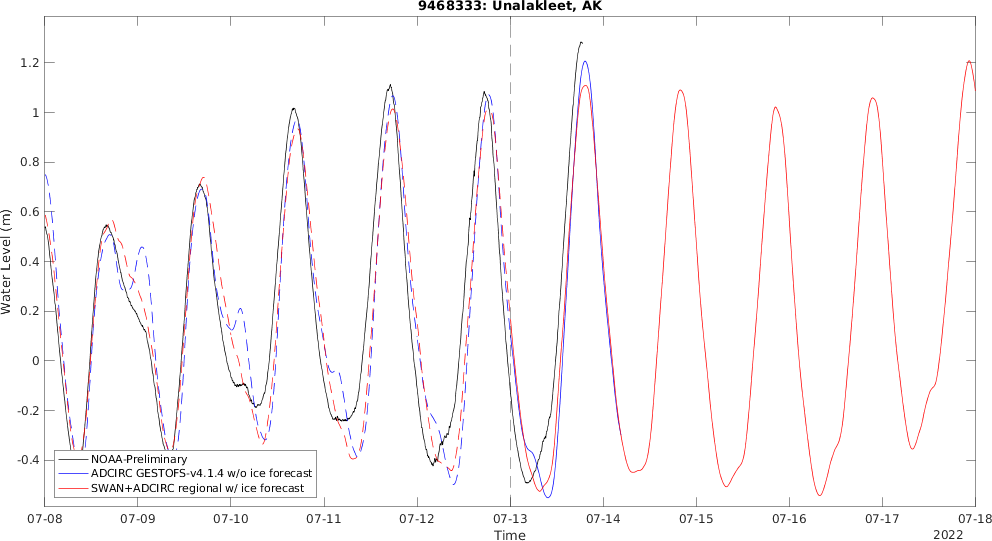 9468333: Unalakleet, AK
Water Level (m)
1.2
1
0.8
0.6
0.4
0.2
0
-0.2
-0.4
NOAA-Preliminary
ADCIRC GESTOFS-v4.1.4 w/o ice forecast
SWAN+ADCIRC regional w/ ice forecast
07-08 07-09 07-10 07-11 07-12 07-13 07-14 07-15 07-16 07-17 07-18
Time
2022